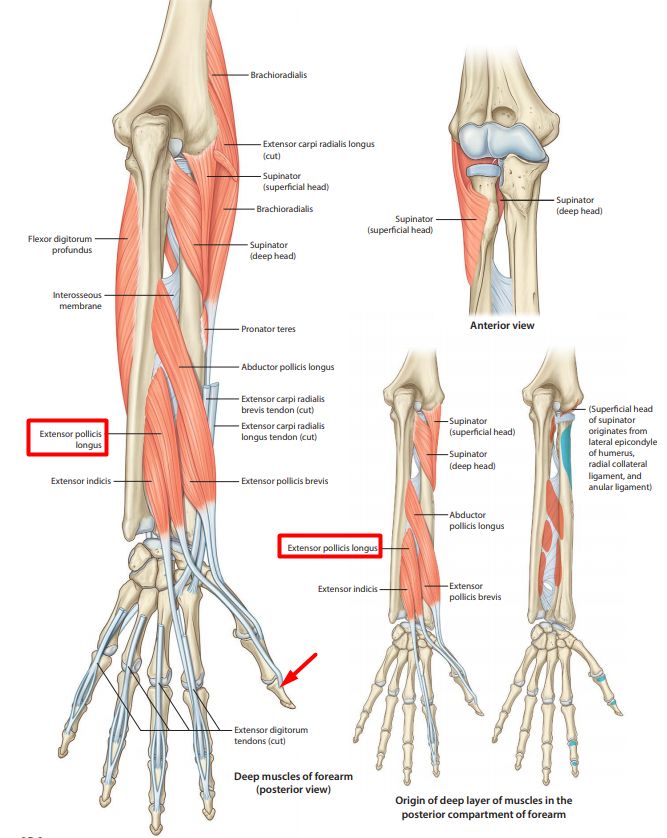 Brachioradialis
Extensor carpi radialis longus
(cut)
Supinator
(superficial head)
Brachioradialis
Flexor digitorum
profundus
Supinator
(deep head)
Interosseous
membrane
Pronator teres
Abductor pollicis longus
Extensor carpi radialis
brevis tendon (cut)
Extensor carpi radialis
longus tendon (cut)
Extensor pollicis
longus
Extensor indicis
Extensor pollicis brevis
Extensor digitorum
tendons (cut)
Deep muscles of forearm
(posterior view)
Supinator
(superficial head)
Supinator
(deep head)
Anterior view
Supinator
(superficial head)
Supinator
(deep head)
Abductor
pollicis longus
Extensor pollicis longus
Extensor indicis
Extensor
pollicis brevis
(Superficial head
of supinator
originates from
lateral epicondyle
of humerus,
radial collateral
ligament, and
anular ligament)
Origin of deep layer of muscles in the
posterior compartment of forearm